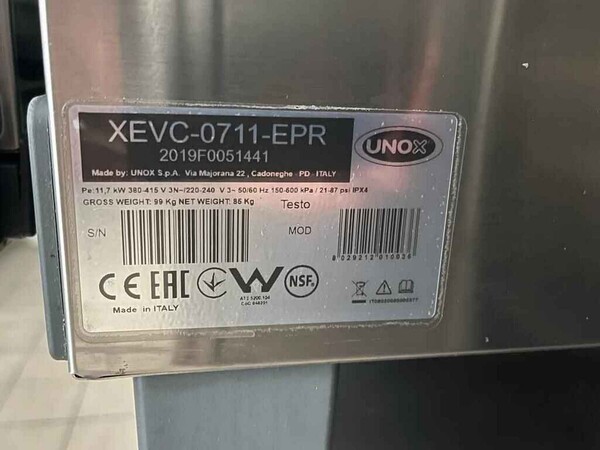 XEVC-0711-EPR
2019F0051441
UNOX
Made by: UNOX S.p.A. Via Majorana 22 , Cadoneghe - PD - ITALY
Pe: 11,7 kW 380-415 V 3N~/220-240 V 3~ 50/60 Hz 150-600 kPa / 21-87 psi IPX4
GROSS WEIGHT: 99 Kg NET WEIGHT: 85 Kg
Testo
S/N
MOD
CE EAC
W
NSF.
Made in ITALY